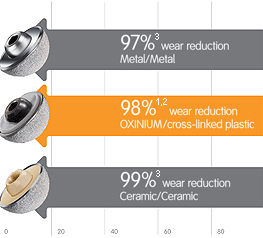 97%3 wear reduction
Metal/Metal
98%1,2 wear reduction
OXINIUM/cross-linked plastic
99%3 wear reduction
Ceramic/Ceramic
0 20 40 60 80